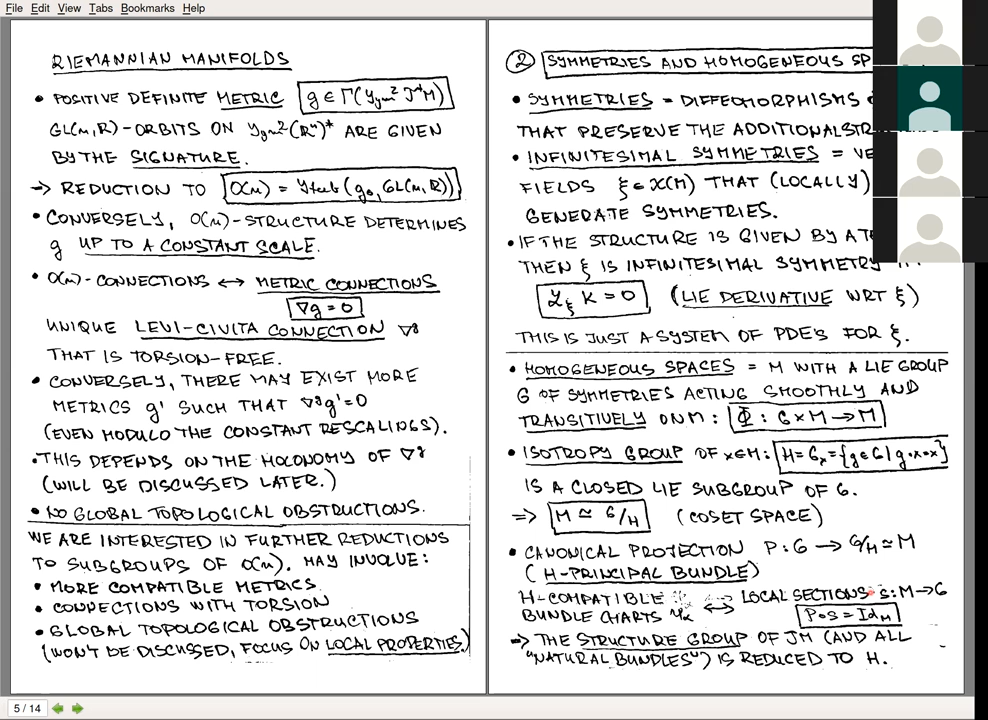 File Edit View Tabs Bookmarks Help
RIEMANNIAN MANIFOLDS
• POSITIVE DEFINITE METRIC g ∈ Γ(Sym² T*M)
GL(n,R)-ORBITS ON Sym²(Rⁿ)* ARE GIVEN
BY THE SIGNATURE.
⇒ REDUCTION TO O(n) = Stab(g₀, GL(n,R))
• CONVERSELY, O(n)-STRUCTURE DETERMINES
g UP TO A CONSTANT SCALE.
• O(n)-CONNECTIONS ↔ METRIC CONNECTIONS
∇g = 0
UNIQUE LEVI-CIVITA CONNECTION ∇ᵍ
THAT IS TORSION-FREE.
• CONVERSELY, THERE MAY EXIST MORE
METRICS g' SUCH THAT ∇ᵍg'=0
(EVEN MODULO THE CONSTANT RESCALINGS).
• THIS DEPENDS ON THE HOLONOMY OF ∇ᵍ
(WILL BE DISCUSSED LATER.)
• NO GLOBAL TOPOLOGICAL OBSTRUCTIONS.
WE ARE INTERESTED IN FURTHER REDUCTIONS
TO SUBGROUPS OF O(n). MAY INVOLVE:
• MORE COMPATIBLE METRICS
• CONNECTIONS WITH TORSION
• GLOBAL TOPOLOGICAL OBSTRUCTIONS
(WON'T BE DISCUSSED, FOCUS ON LOCAL PROPERTIES.)
② SYMMETRIES AND HOMOGENEOUS SP
• SYMMETRIES = DIFFEOMORPHISMS
THAT PRESERVE THE ADDITIONAL STR
• INFINITESIMAL SYMMETRIES = VE
FIELDS ξ ∈ X(M) THAT (LOCALLY)
GENERATE SYMMETRIES.
• IF THE STRUCTURE IS GIVEN BY A TE
THEN ξ IS INFINITESIMAL SYMMETRY
L_ξ K = 0 (LIE DERIVATIVE WRT ξ)
THIS IS JUST A SYSTEM OF PDE'S FOR ξ.
• HOMOGENEOUS SPACES = M WITH A LIE GROUP
G OF SYMMETRIES ACTING SMOOTHLY AND
TRANSITIVELY ON M: Φ : G × M → M
• ISOTROPY GROUP OF x∈M: H = Gₓ = {g∈G | g·x=x}
IS A CLOSED LIE SUBGROUP OF G.
⇒ M ≅ G/H (COSET SPACE)
• CANONICAL PROJECTION P : G → G/H ≃ M
(H-PRINCIPAL BUNDLE)
H-COMPATIBLE ↔ LOCAL SECTIONS s: M → G
BUNDLE CHARTS P∘s = Id_M
⇒ THE STRUCTURE GROUP OF TM (AND ALL
"NATURAL BUNDLES") IS REDUCED TO H.
5 / 14